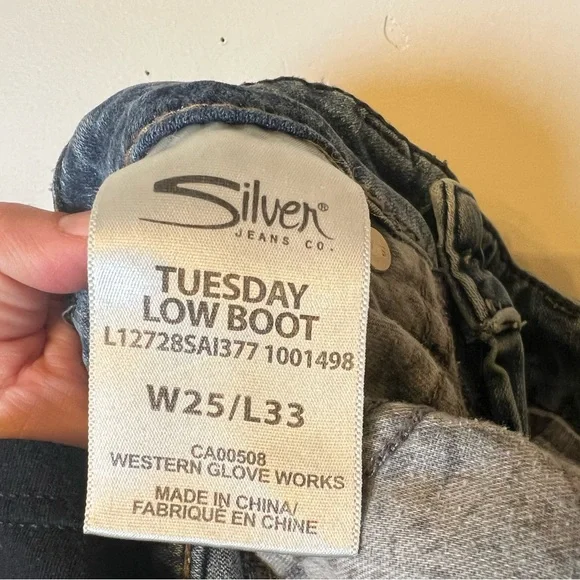 Silver®
JEANS CO.
TUESDAY
LOW BOOT
L12728SAI377 1001498
W25/L33
CA00508
WESTERN GLOVE WORKS
MADE IN CHINA/
FABRIQUE EN CHINE